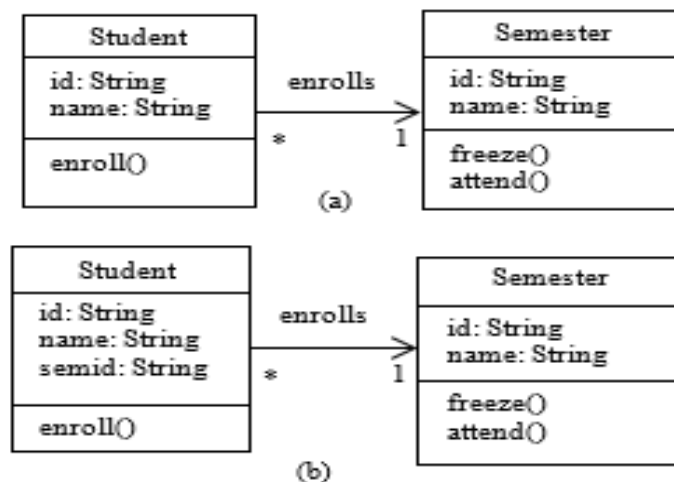 Student
id: String
name: String
enroll()
enrolls
*
1
Semester
id: String
name: String
freeze()
attend()
(a)
Student
id: String
name: String
semid: String
enroll()
enrolls
*
1
Semester
id: String
name: String
freeze()
attend()
(b)